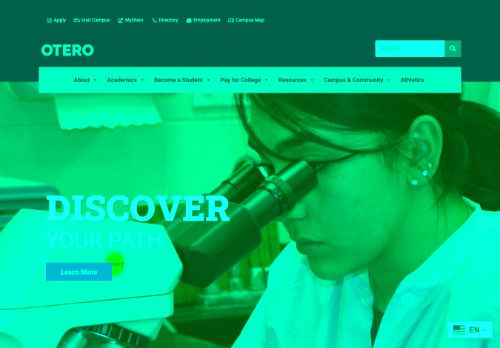 Apply Visit Campus MyOtero Directory Employment Campus Map
OTERO
About Academics Become a Student Pay for College Resources Campus & Community Athletics
DISCOVER
YOUR PATH
Learn More
EN